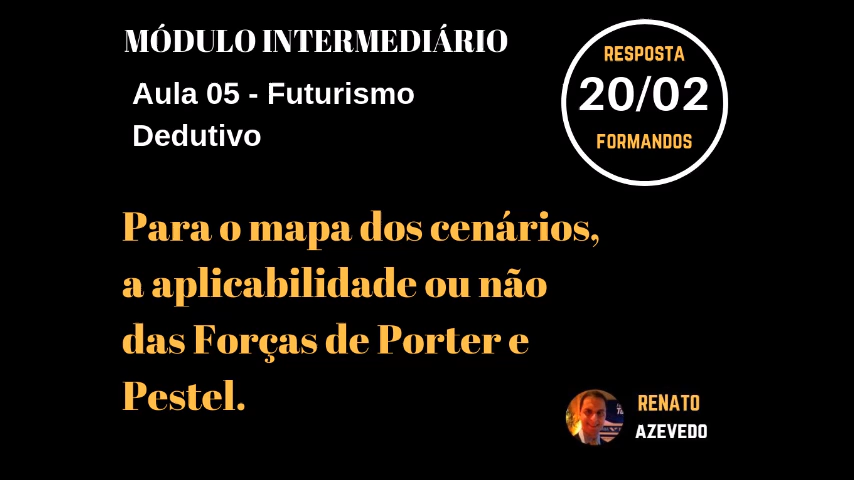 MÓDULO INTERMEDIÁRIO
Aula 05 - Futurismo
Dedutivo
RESPOSTA
20/02
FORMANDOS
Para o mapa dos cenários,
a aplicabilidade ou não
das Forças de Porter e
Pestel.
RENATO
AZEVEDO